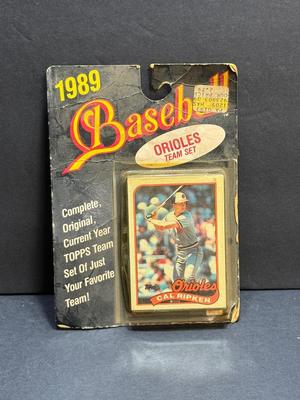 1989
Baseball
ORIOLES
TEAM SET
Complete,
Original,
Current Year
TOPPS Team
Set Of Just
Your Favorite
Team!
Orioles
CAL RIPKEN